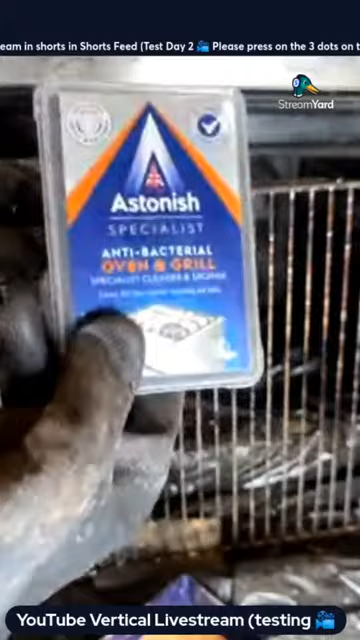 eam in shorts in Shorts Feed (Test Day 2 🎦 Please press on the 3 dots on t
StreamYard
Astonish
SPECIALIST
ANTI-BACTERIAL
OVEN & GRILL
SPECIALIST CLEANER & SPONGE
YouTube Vertical Livestream (testing 🎦